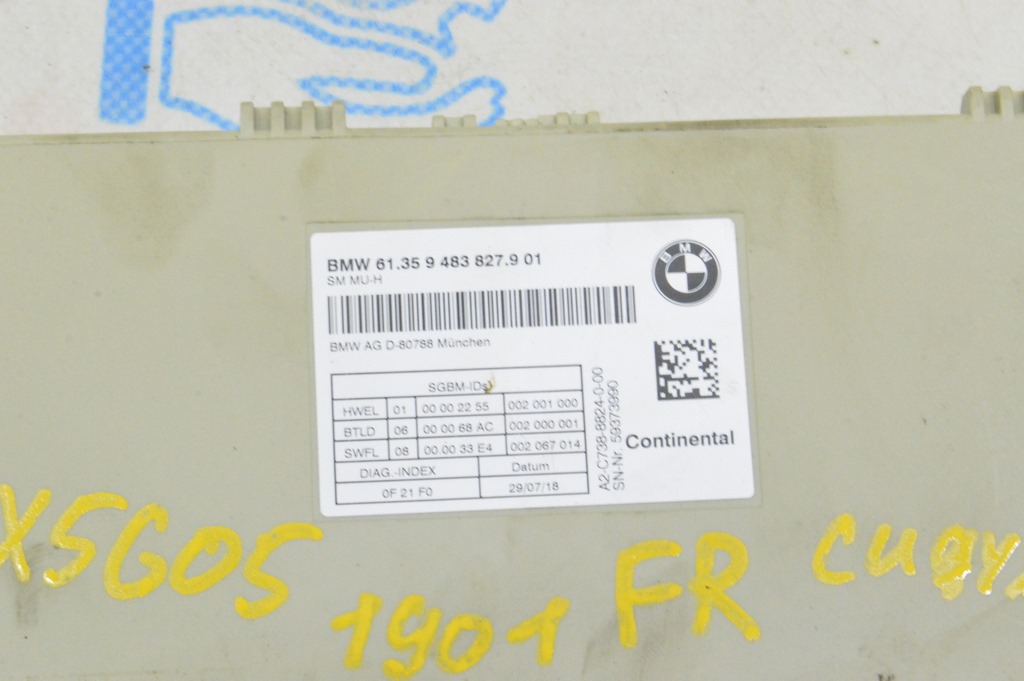 BMW 61.35 9 483 827.9 01
SM MU-H
BMW
BMW AG D-80788 München
SGBM-IDs
HWEL 01 00 00 22 55 002 001 000
BTLD 06 00 00 68 AC 002 000 001
SWFL 08 00 00 33 E4 002 067 014
DIAG.-INDEX Datum
0F 21 F0 29/07/18
A2-C738-8824-0-00
SN-Nr. 59373990
Continental
X5G05
1901
FR